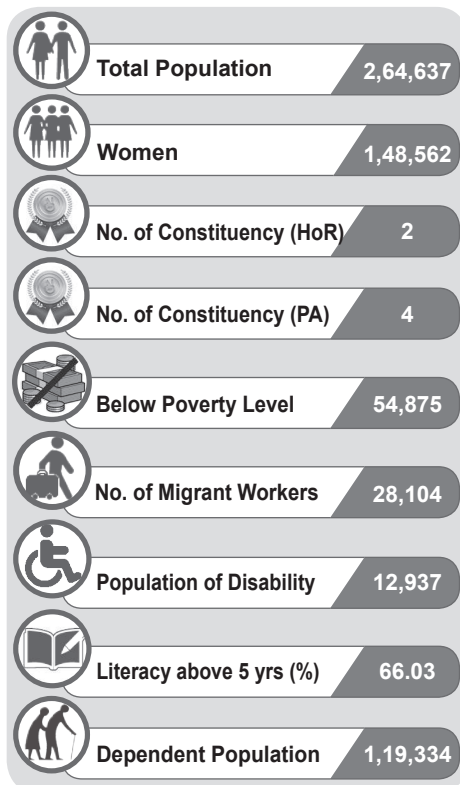 Total Population 2,64,637
Women 1,48,562
No. of Constituency (HoR) 2
No. of Constituency (PA) 4
Below Poverty Level 54,875
No. of Migrant Workers 28,104
Population of Disability 12,937
Literacy above 5 yrs (%) 66.03
Dependent Population 1,19,334